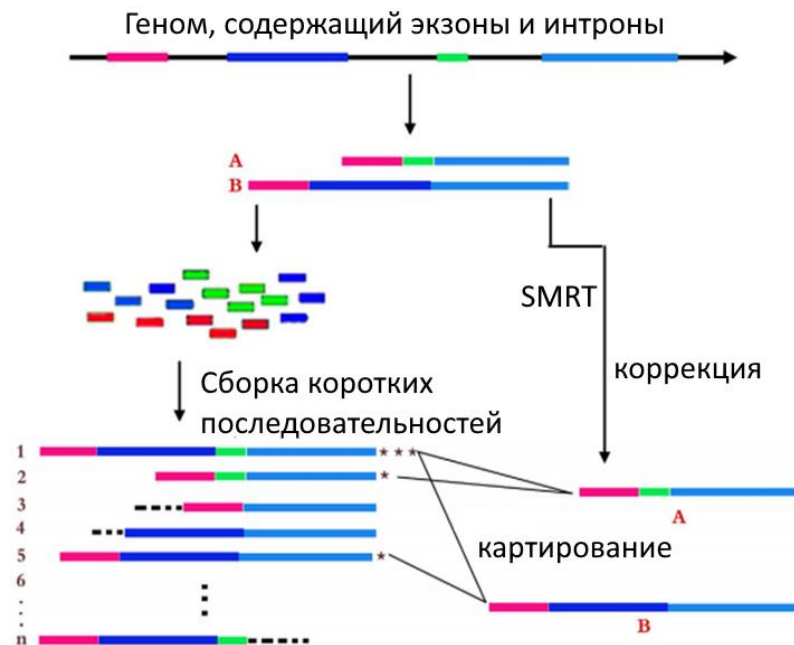 Геном, содержащий экзоны и интроны
A
B
SMRT
коррекция
Сборка коротких
последовательностей
1 ***
2 *
3
4
5 *
6
.
.
.
n
картирование
A
B